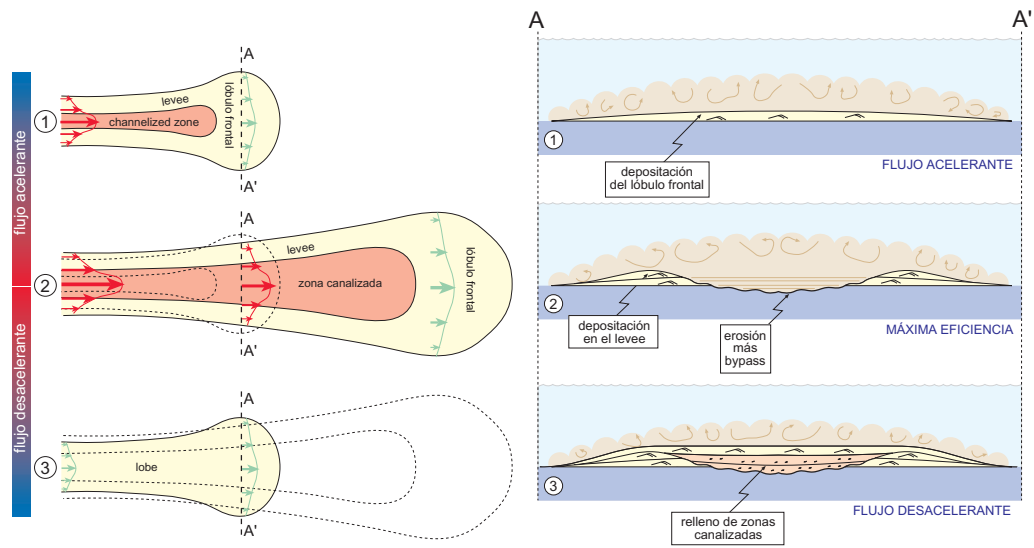 flujo acelerante
flujo desacelerante
1
A
levee
channelized zone
lóbulo frontal
A'
2
A
levee
zona canalizada
lóbulo frontal
A'
3
A
lobe
A'
A
A'
1
depositación
del lóbulo frontal
FLUJO ACELERANTE
2
depositación
en el levee
erosión
más
bypass
MÁXIMA EFICIENCIA
3
relleno de zonas
canalizadas
FLUJO DESACELERANTE